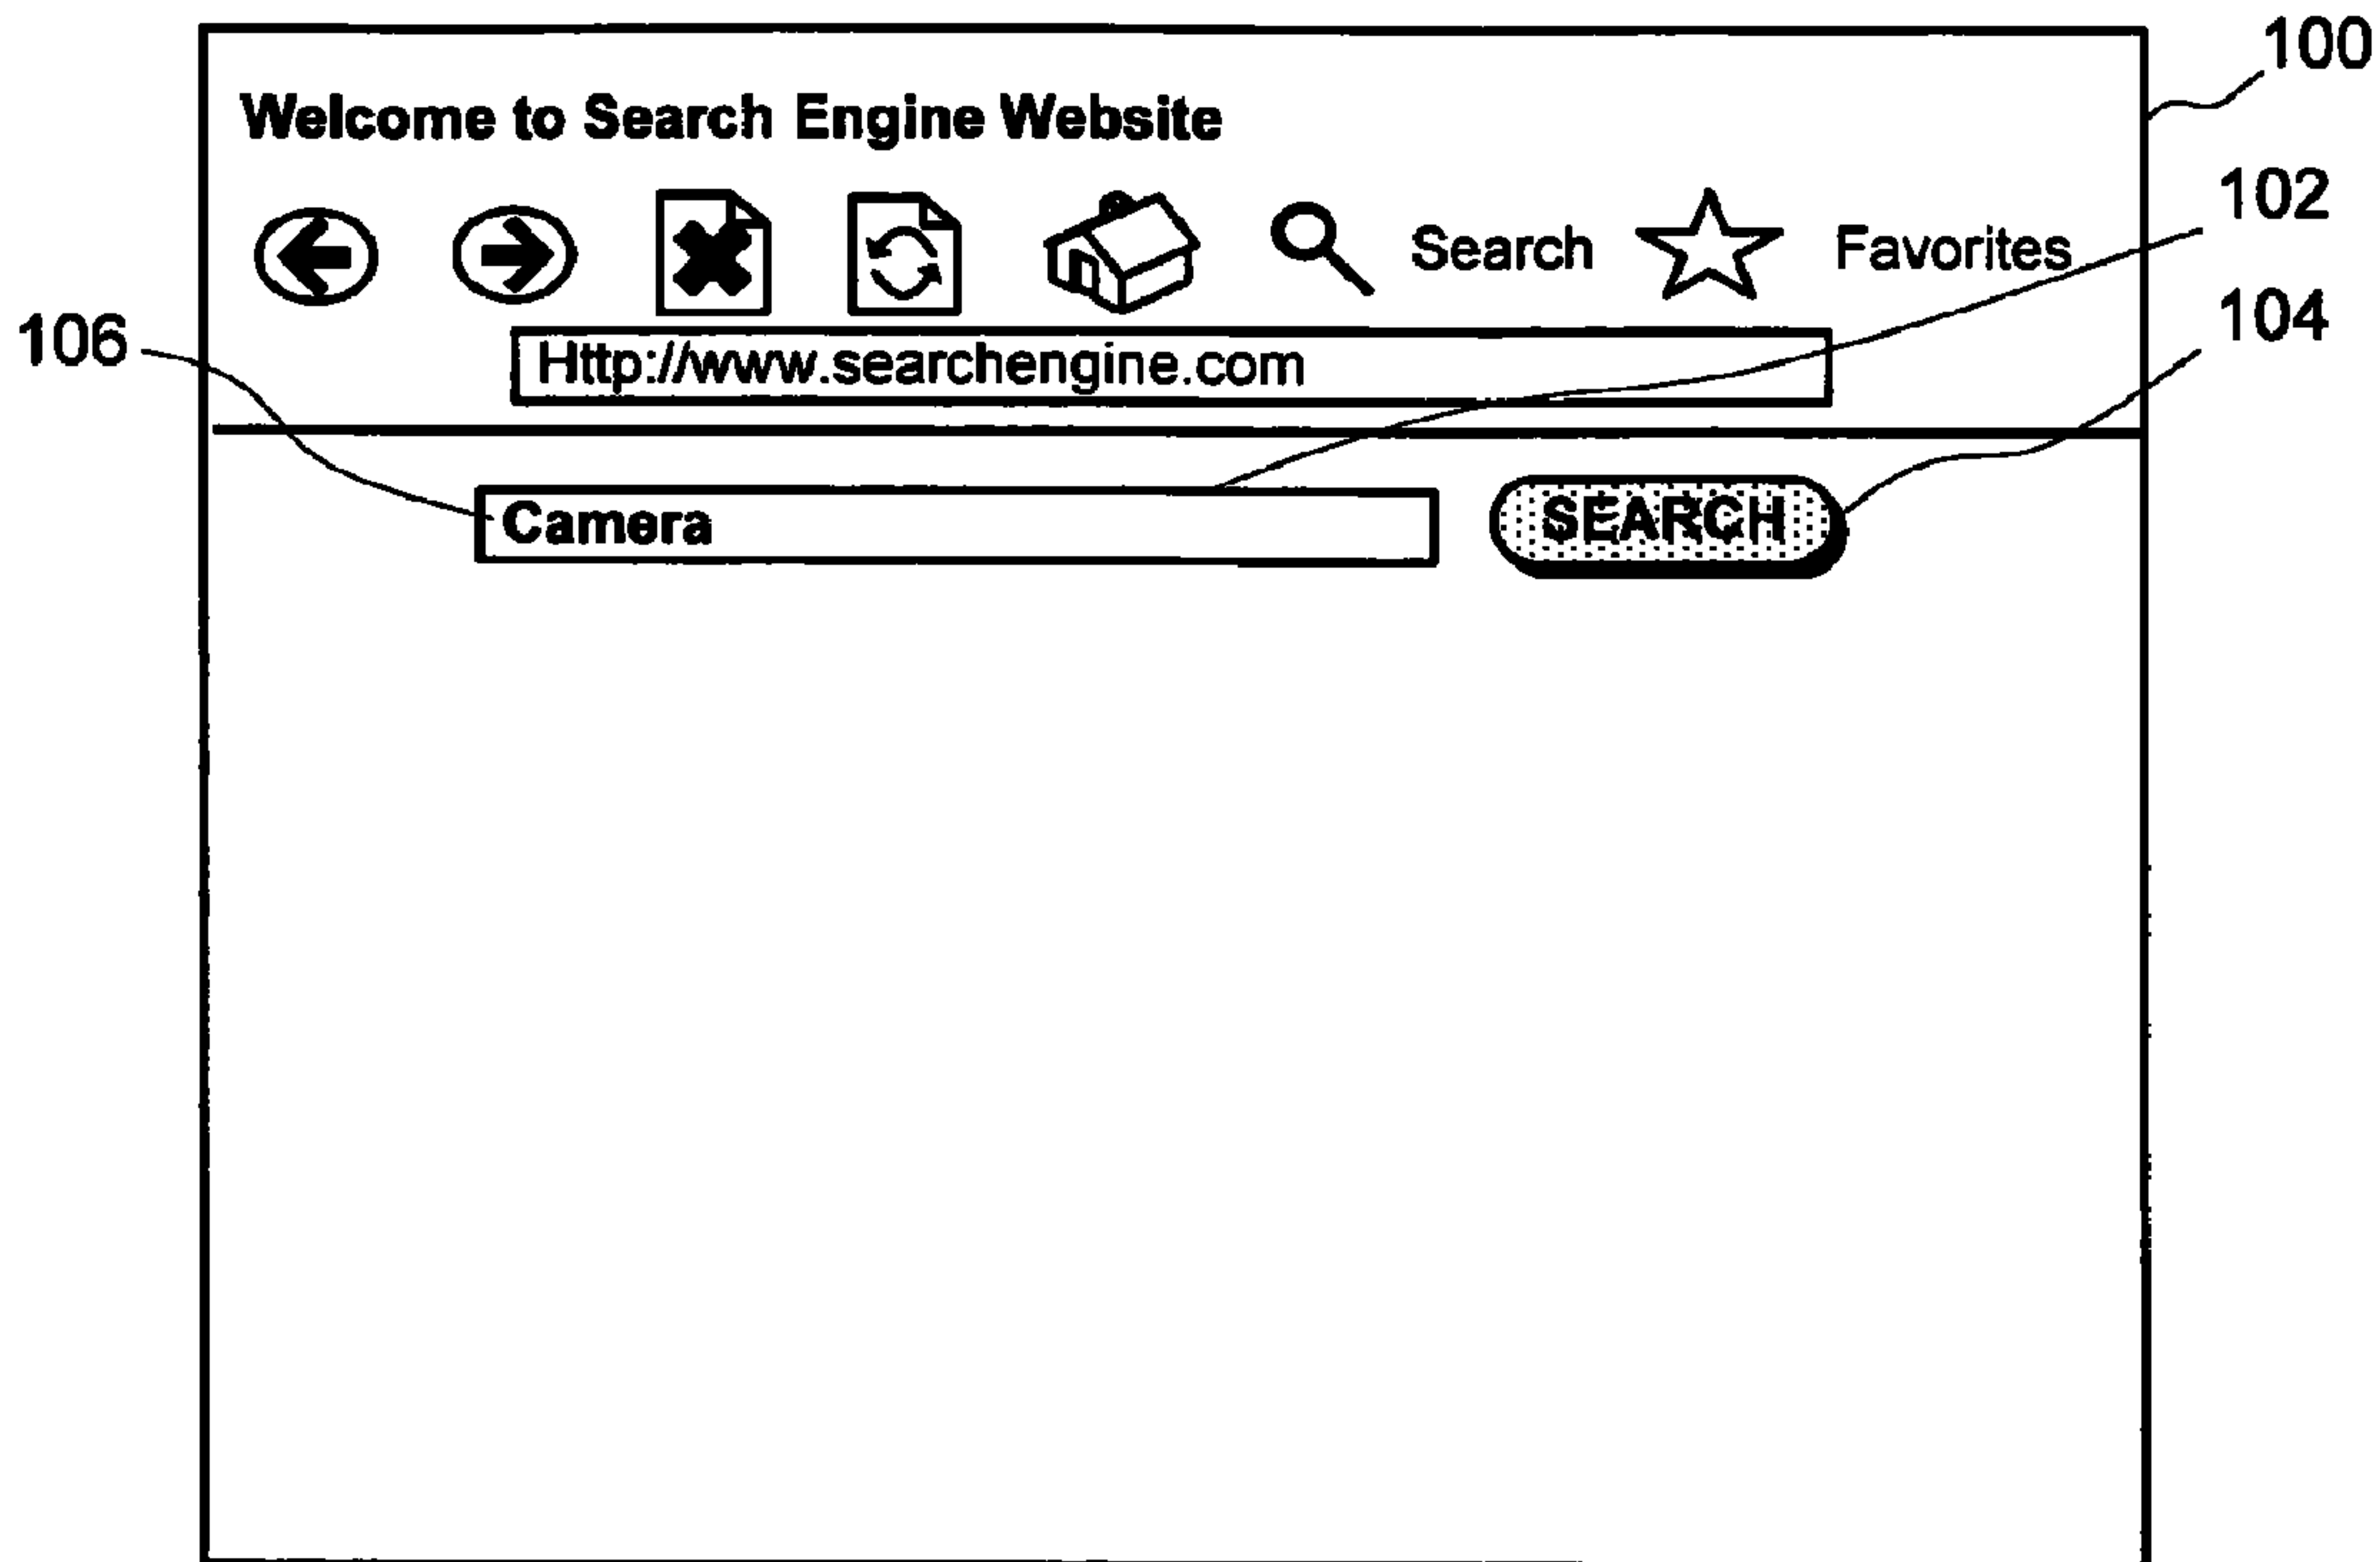 100
Welcome to Search Engine Website
102
Search Favorites
104
106
Http://www.searchengine.com
Camera SEARCH